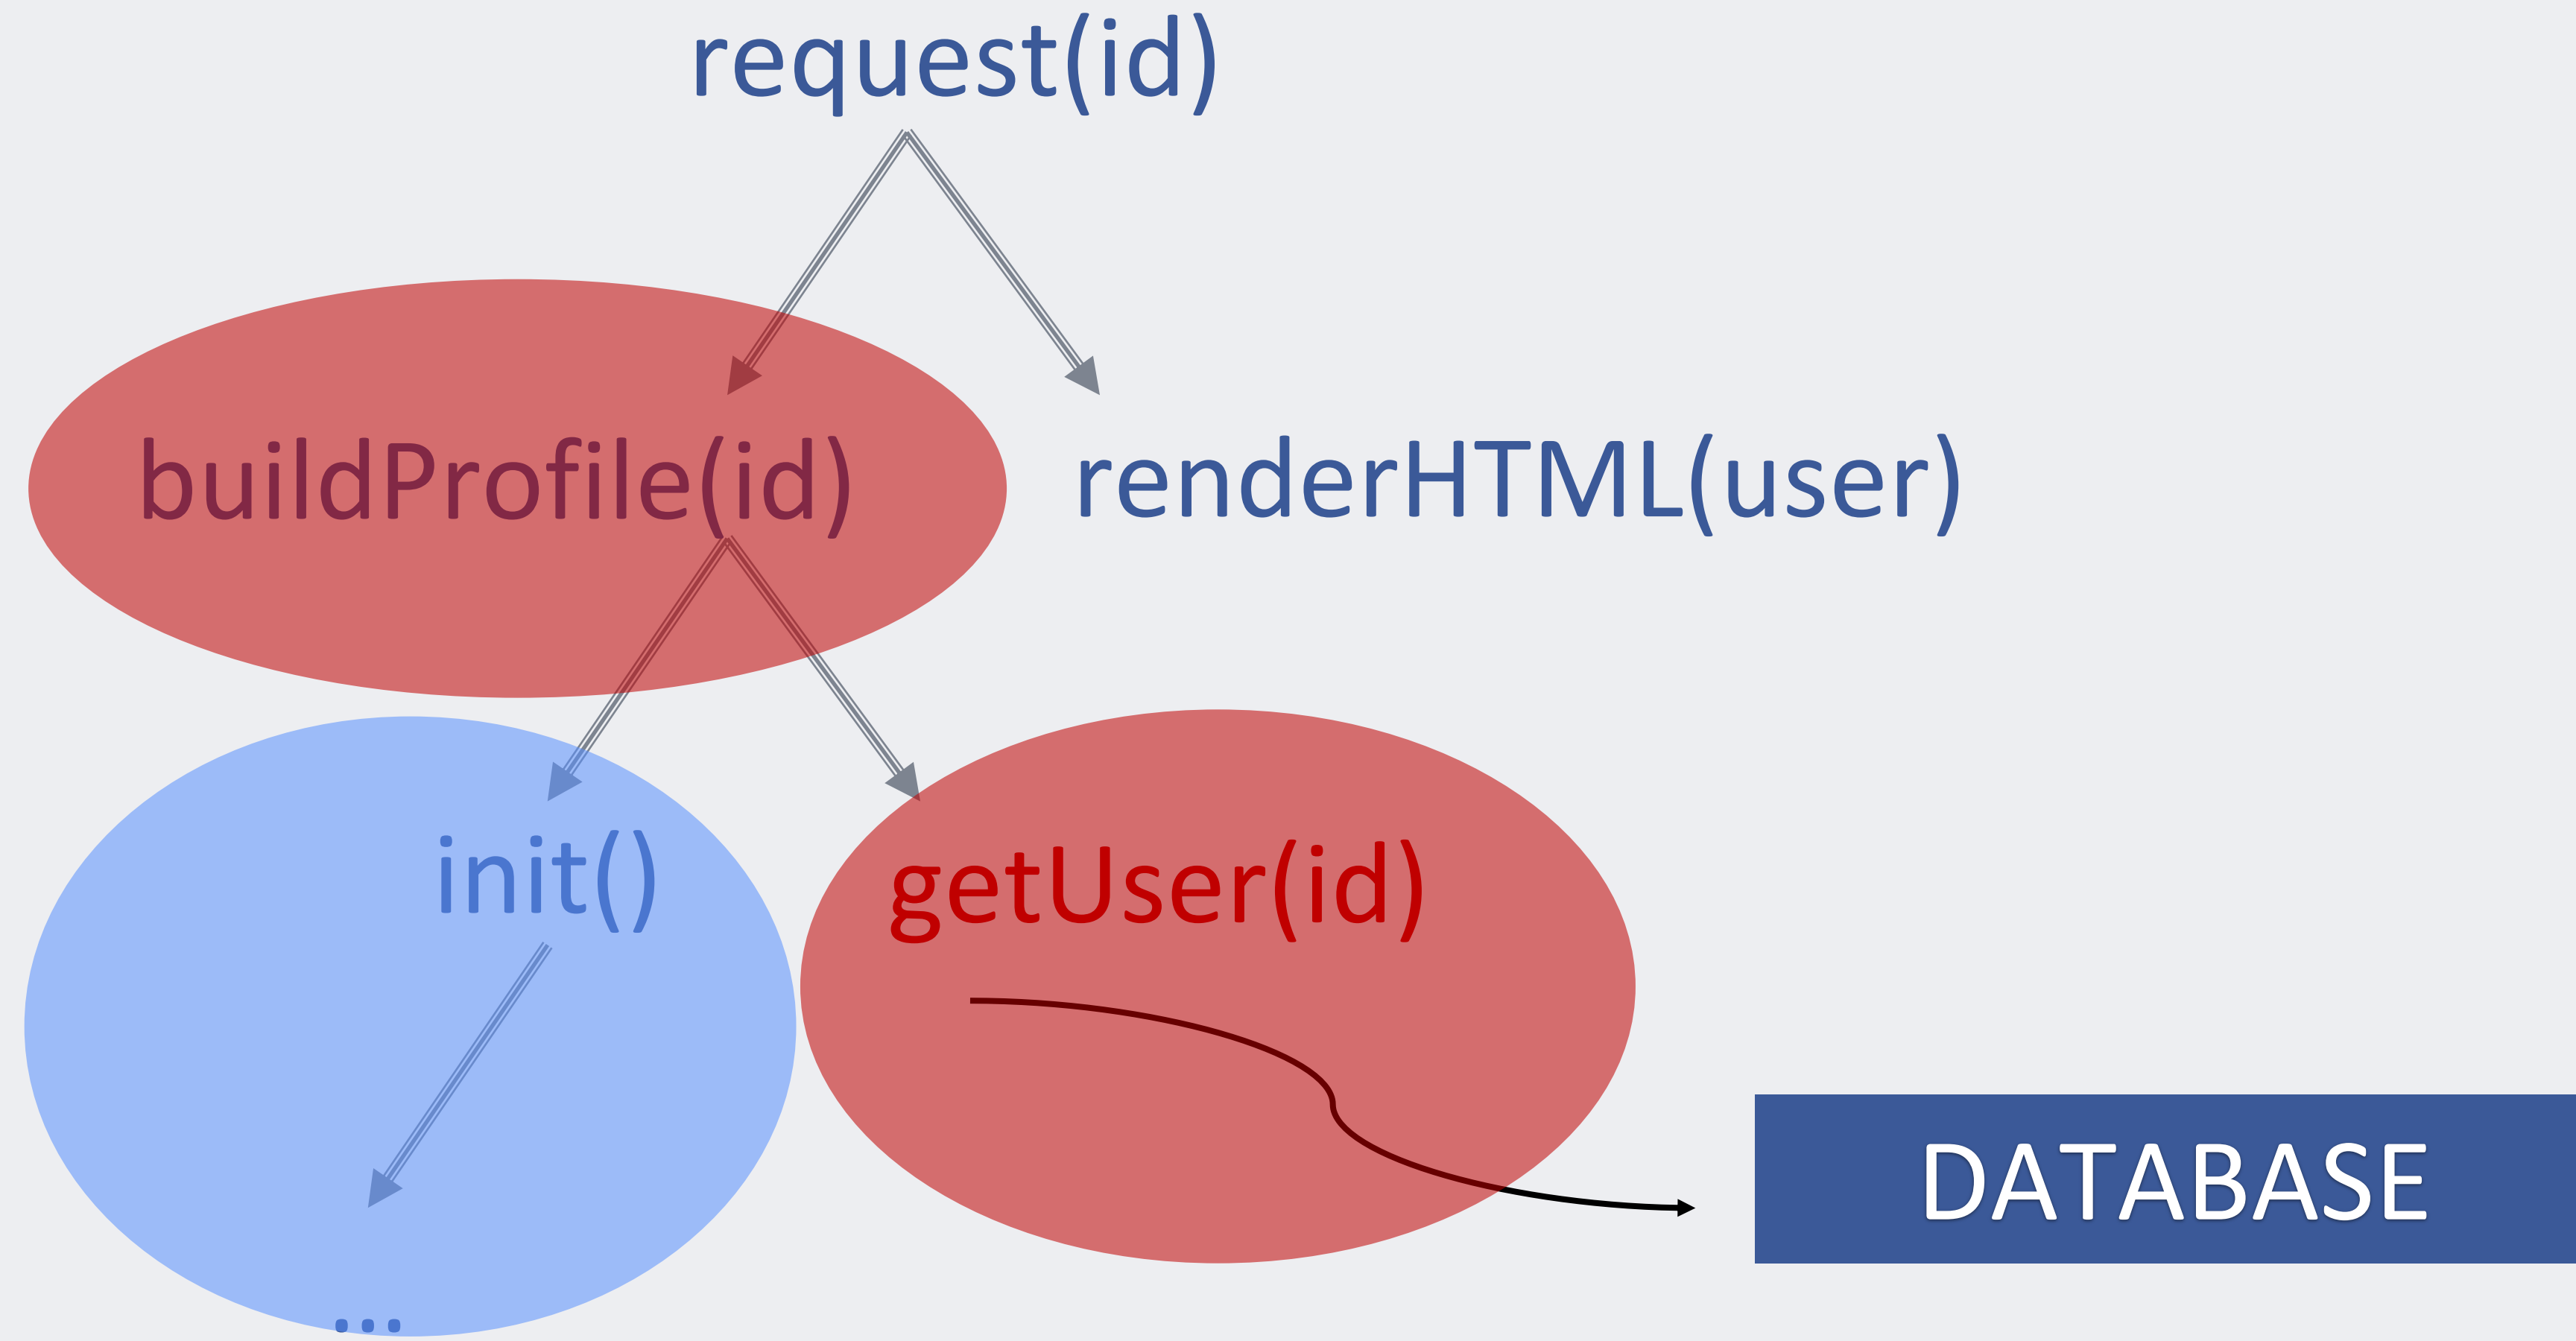 request(id)
buildProfile(id)
renderHTML(user)
init()
getUser(id)
DATABASE
...